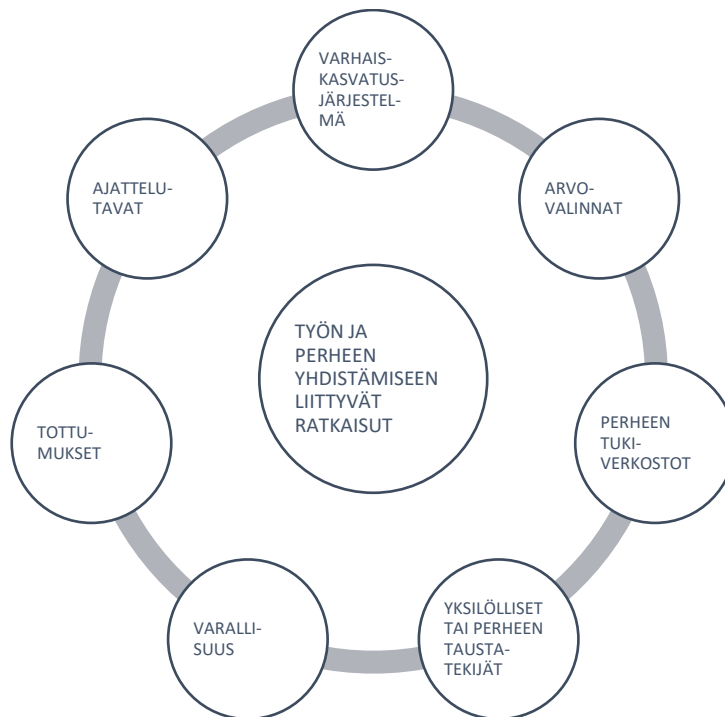 VARHAIS-
KASVATUS-
JÄRJESTEL-
MÄ
AJATTELU-
TAVAT
ARVO-
VALINNAT
TYÖN JA
PERHEEN
YHDISTÄMISEEN
LIITTYVÄT
RATKAISUT
TOTTU-
MUKSET
PERHEEN
TUKI-
VERKOSTOT
VARALLI-
SUUS
YKSILÖLLISET
TAI PERHEEN
TAUSTA-
TEKIJÄT